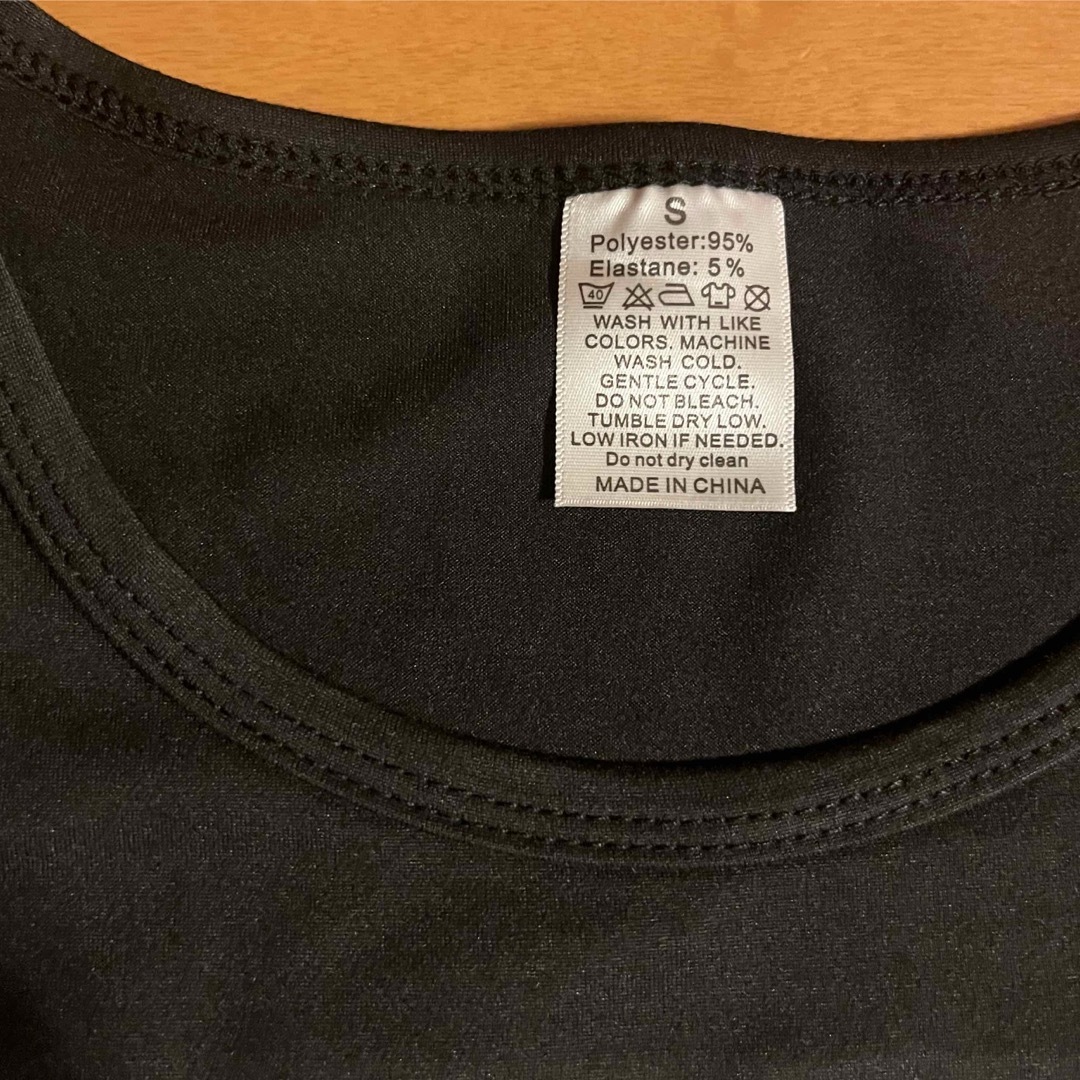 S
Polyester:95%
Elastane: 5%
40
WASH WITH LIKE
COLORS. MACHINE
WASH COLD.
GENTLE CYCLE.
DO NOT BLEACH.
TUMBLE DRY LOW.
LOW IRON IF NEEDED.
Do not dry clean
MADE IN CHINA